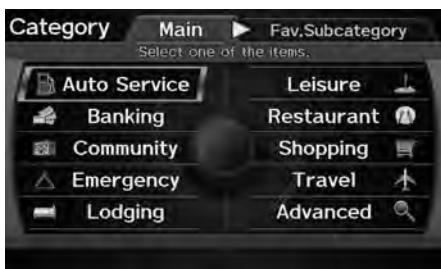 Category Main Fav.Subcategory
Select one of the items.
Auto Service Leisure
Banking Restaurant
Community Shopping
Emergency Travel
Lodging Advanced